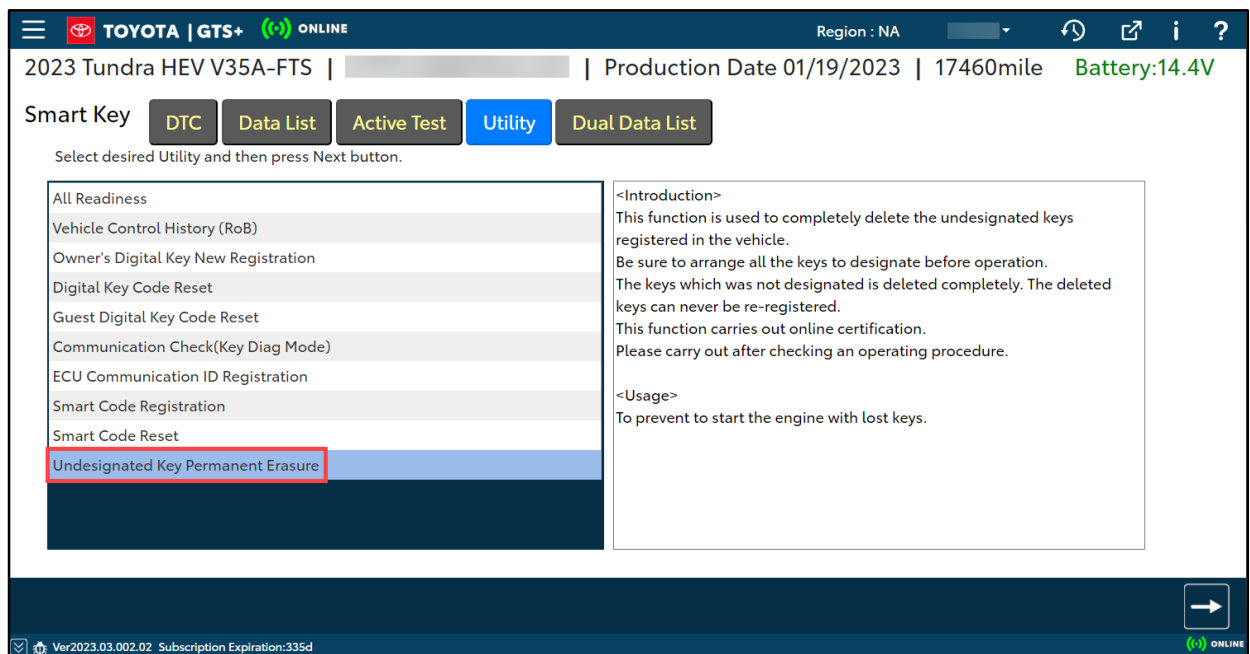 TOYOTA | GTS+ ONLINE Region : NA i ?
2023 Tundra HEV V35A-FTS | | Production Date 01/19/2023 | 17460mile Battery:14.4V
Smart Key DTC Data List Active Test Utility Dual Data List
Select desired Utility and then press Next button.
All Readiness
Vehicle Control History (RoB)
Owner's Digital Key New Registration
Digital Key Code Reset
Guest Digital Key Code Reset
Communication Check(Key Diag Mode)
ECU Communication ID Registration
Smart Code Registration
Smart Code Reset
Undesignated Key Permanent Erasure
<Introduction>
This function is used to completely delete the undesignated keys
registered in the vehicle.
Be sure to arrange all the keys to designate before operation.
The keys which was not designated is deleted completely. The deleted
keys can never be re-registered.
This function carries out online certification.
Please carry out after checking an operating procedure.
<Usage>
To prevent to start the engine with lost keys.
Ver2023.03.002.02 Subscription Expiration:335d ONLINE